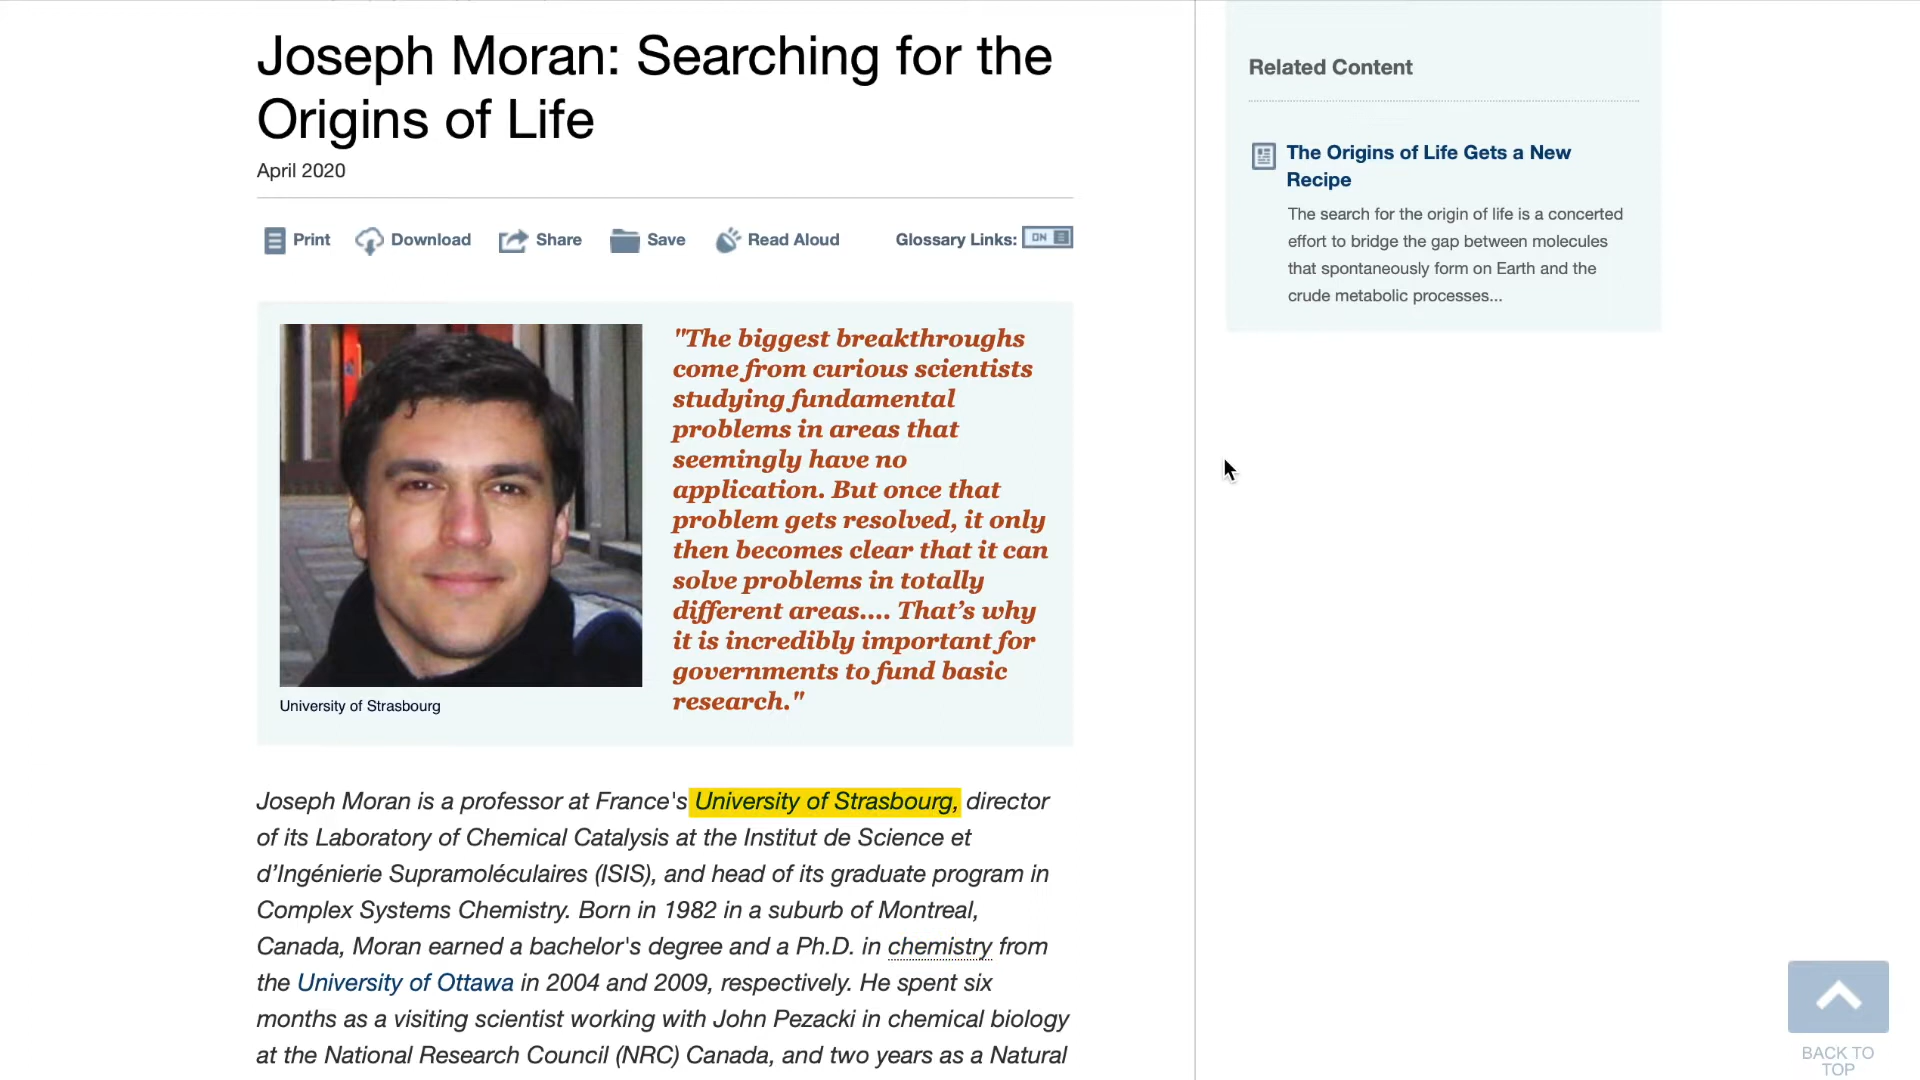 Joseph Moran: Searching for the
Origins of Life
April 2020
Print
Download
Share
Save
Read Aloud
Glossary Links:
ON
"The biggest breakthroughs
come from curious scientists
studying fundamental
problems in areas that
seemingly have no
application. But once that
problem gets resolved, it only
then becomes clear that it can
solve problems in totally
different areas.... That’s why
it is incredibly important for
governments to fund basic
research."
University of Strasbourg
Joseph Moran is a professor at France's University of Strasbourg, director
of its Laboratory of Chemical Catalysis at the Institut de Science et
d’Ingénierie Supramoléculaires (ISIS), and head of its graduate program in
Complex Systems Chemistry. Born in 1982 in a suburb of Montreal,
Canada, Moran earned a bachelor's degree and a Ph.D. in chemistry from
the University of Ottawa in 2004 and 2009, respectively. He spent six
months as a visiting scientist working with John Pezacki in chemical biology
at the National Research Council (NRC) Canada, and two years as a Natural
Related Content
The Origins of Life Gets a New
Recipe
The search for the origin of life is a concerted
effort to bridge the gap between molecules
that spontaneously form on Earth and the
crude metabolic processes...
BACK TO
TOP